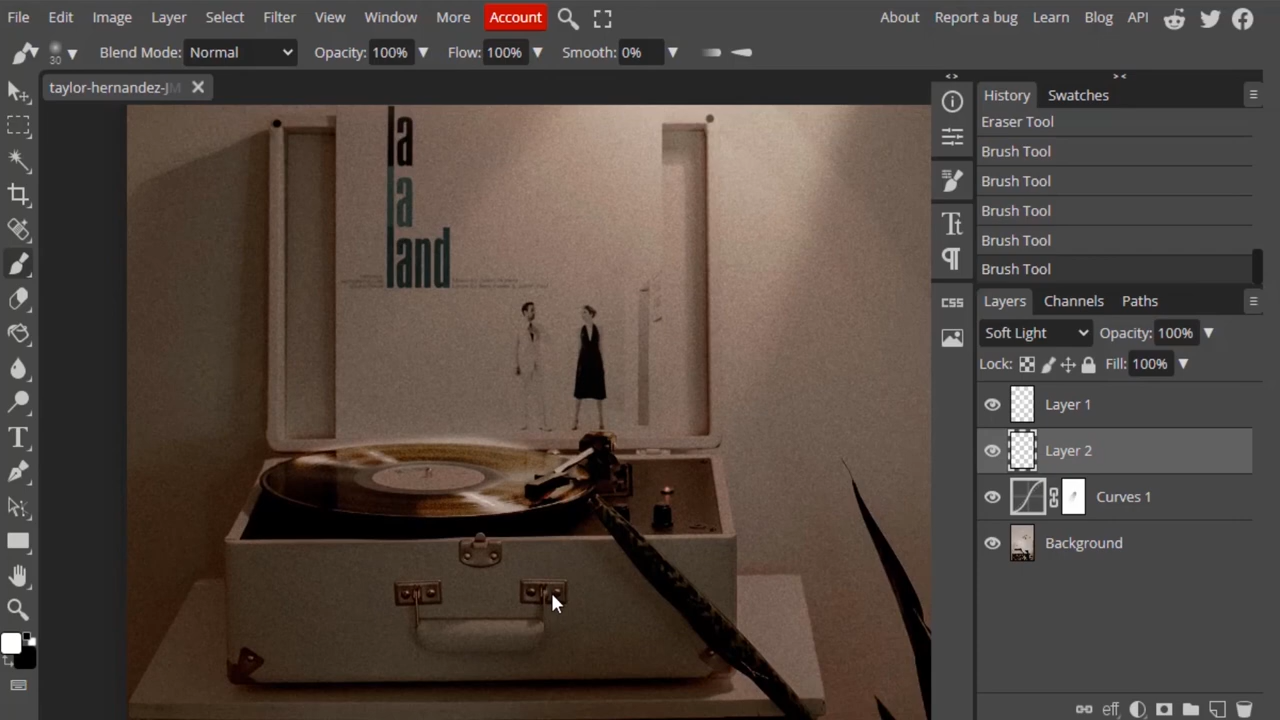 File Edit Image Layer Select Filter View Window More Account About Report a bug Learn Blog API
30 Blend Mode: Normal Opacity: 100% Flow: 100% Smooth: 0%
taylor-hernandez-JM
History Swatches
Eraser Tool
Brush Tool
Brush Tool
Brush Tool
Brush Tool
Brush Tool
Layers Channels Paths
Soft Light Opacity: 100%
Lock: Fill: 100%
Layer 1
Layer 2
Curves 1
Background
CSS
eff
la
la
land